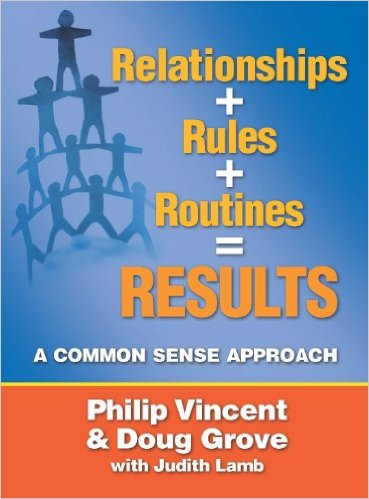 Relationships
+
Rules
+
Routines
=
RESULTS
A COMMON SENSE APPROACH
Philip Vincent
& Doug Grove
with Judith Lamb